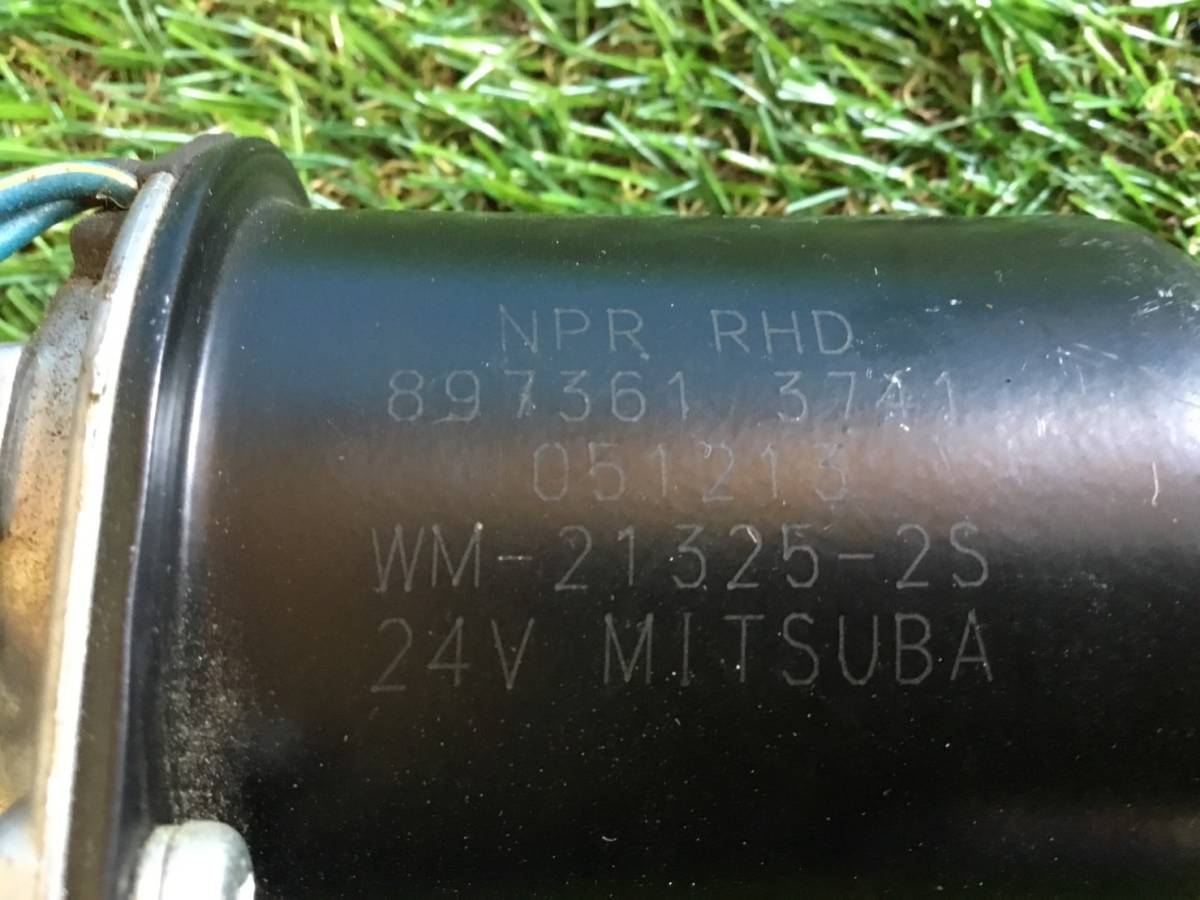 NPR RHD
897361 3741
051213
WM-21325-2S
24V MITSUBA